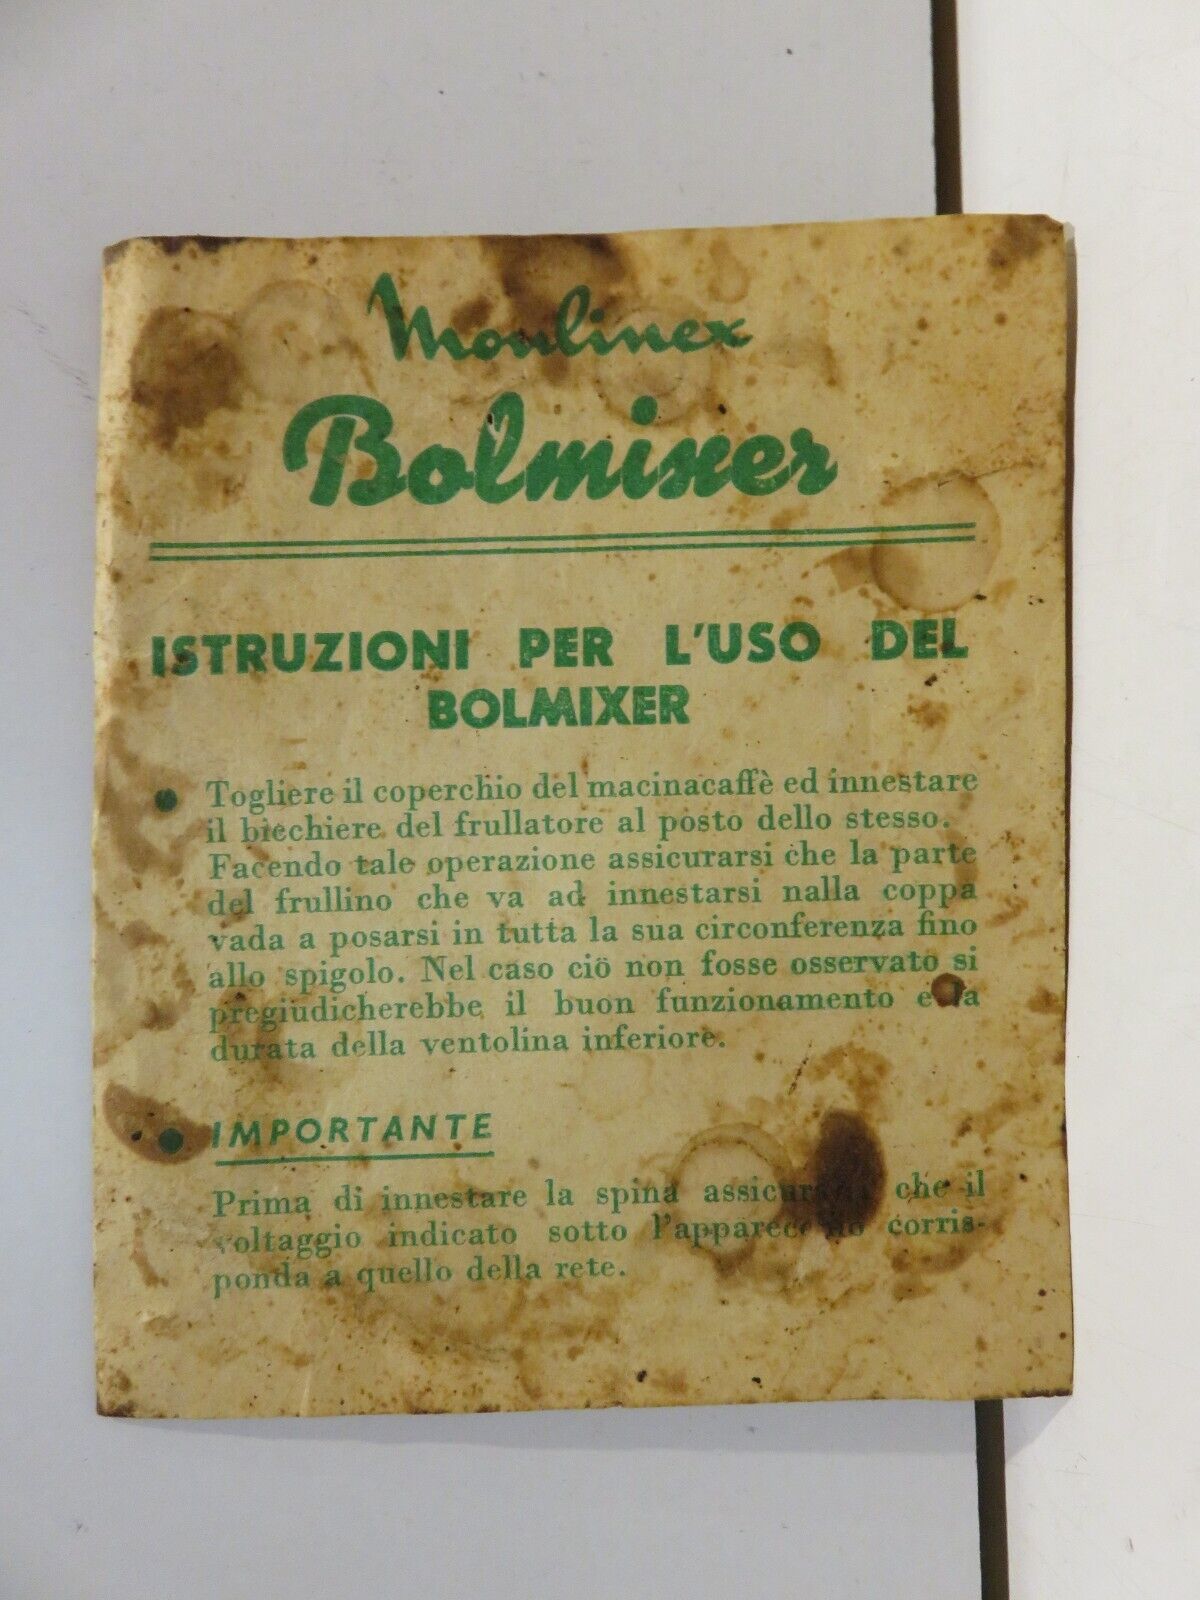 Moulinex
Bolmixer
ISTRUZIONI PER L'USO DEL
BOLMIXER
● Togliere il coperchio del macinacaffè ed innestare
il bicchiere del frullatore al posto dello stesso.
Facendo tale operazione assicurarsi che la parte
del frullino che va ad innestarsi nalla coppa
vada a posarsi in tutta la sua circonferenza fino
allo spigolo. Nel caso ciò non fosse osservato si
pregiudicherebbe il buon funzionamento e la
durata della ventolina inferiore.
● IMPORTANTE
Prima di innestare la spina assicurarsi che il
voltaggio indicato sotto l'apparecchio corris-
ponda a quello della rete.